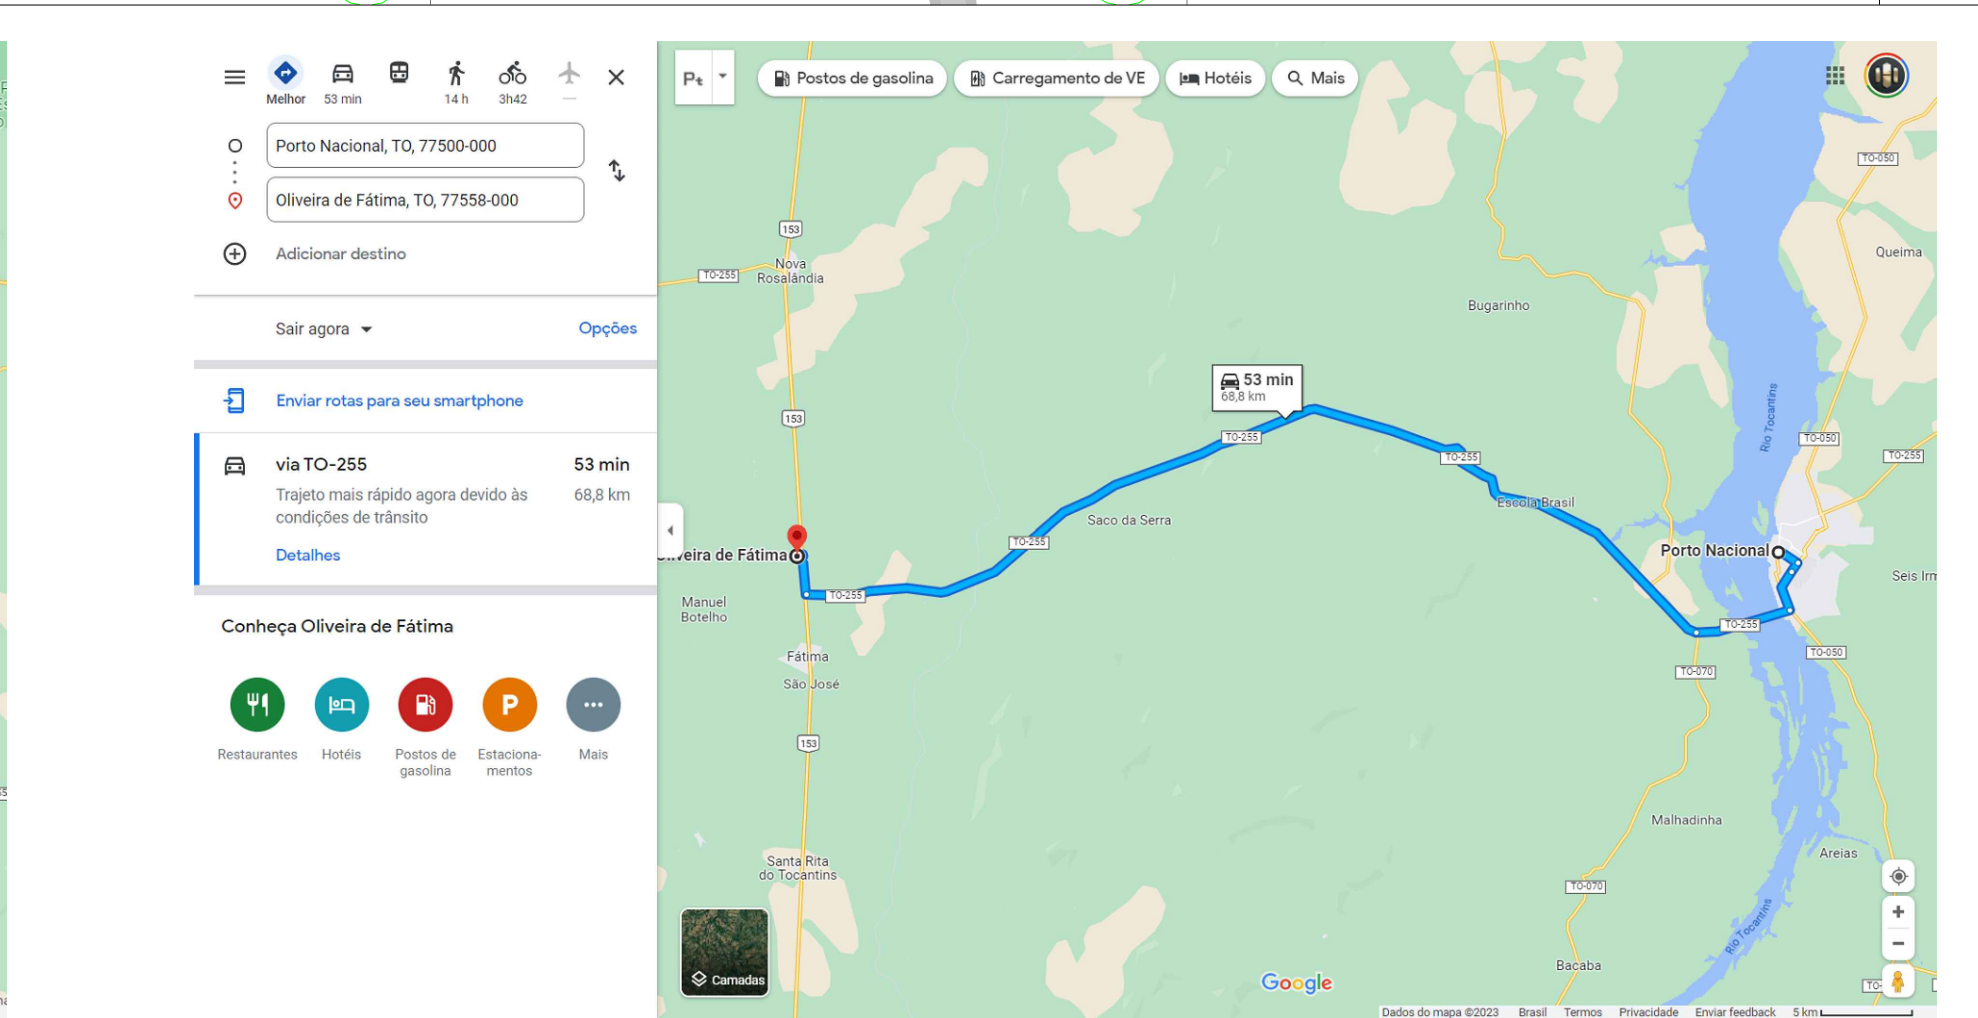 Melhor
53 min
14 h
3h42
Porto Nacional, TO, 77500-000
Oliveira de Fátima, TO, 77558-000
Adicionar destino
Sair agora
Opções
Enviar rotas para seu smartphone
via TO-255
53 min
Trajeto mais rápido agora devido às
68,8 km
condições de trânsito
Detalhes
Conheça Oliveira de Fátima
Restaurantes
Hotéis
Postos de
gasolina
Estaciona-
mentos
Mais
Postos de gasolina
Carregamento de VE
Hotéis
Mais
TO-050
153
Queima
Nova
Rosalândia
TO-255
Bugarinho
53 min
68,8 km
153
TO-255
Rio Tocantins
TO-050
TO-255
TO-255
Escola Brasil
Saco da Serra
TO-255
veira de Fátima
Porto Nacional
Seis Irm
Manuel
Botelho
TO-255
TO-255
Fátima
TO-050
São José
TO-070
153
Malhadinha
Santa Rita
do Tocantins
Areias
TO-070
Rio Tocantins
Bacaba
Camadas
Google
TO-
Dados do mapa ©2023
Brasil
Termos
Privacidade
Enviar feedback
5 km